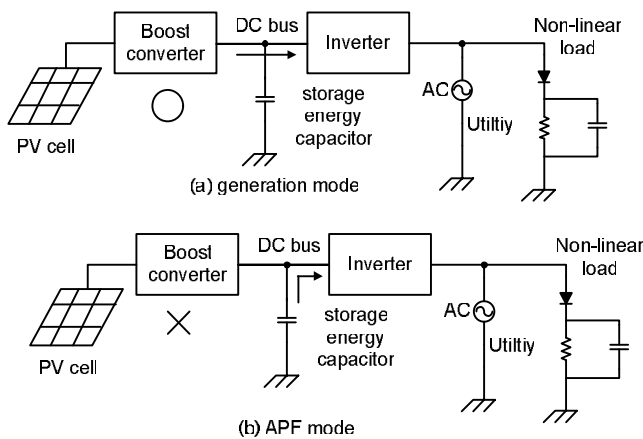 Boost
converter
DC bus
Inverter
Non-linear
load
AC
Utiltiy
storage
energy
capacitor
PV cell
(a) generation mode
Boost
converter
DC bus
Inverter
Non-linear
load
AC
Utiltiy
storage
energy
capacitor
PV cell
(b) APF mode